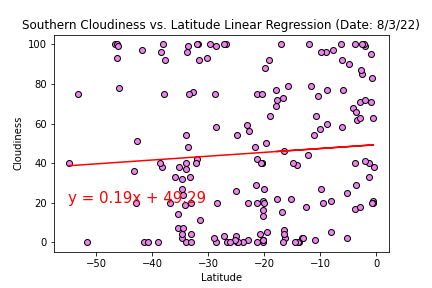 Southern Cloudiness vs. Latitude Linear Regression (Date: 8/3/22)
100
80
60
40
20
0
Cloudiness
y = 0.19x + 49.29
−50 −40 −30 −20 −10 0
Latitude